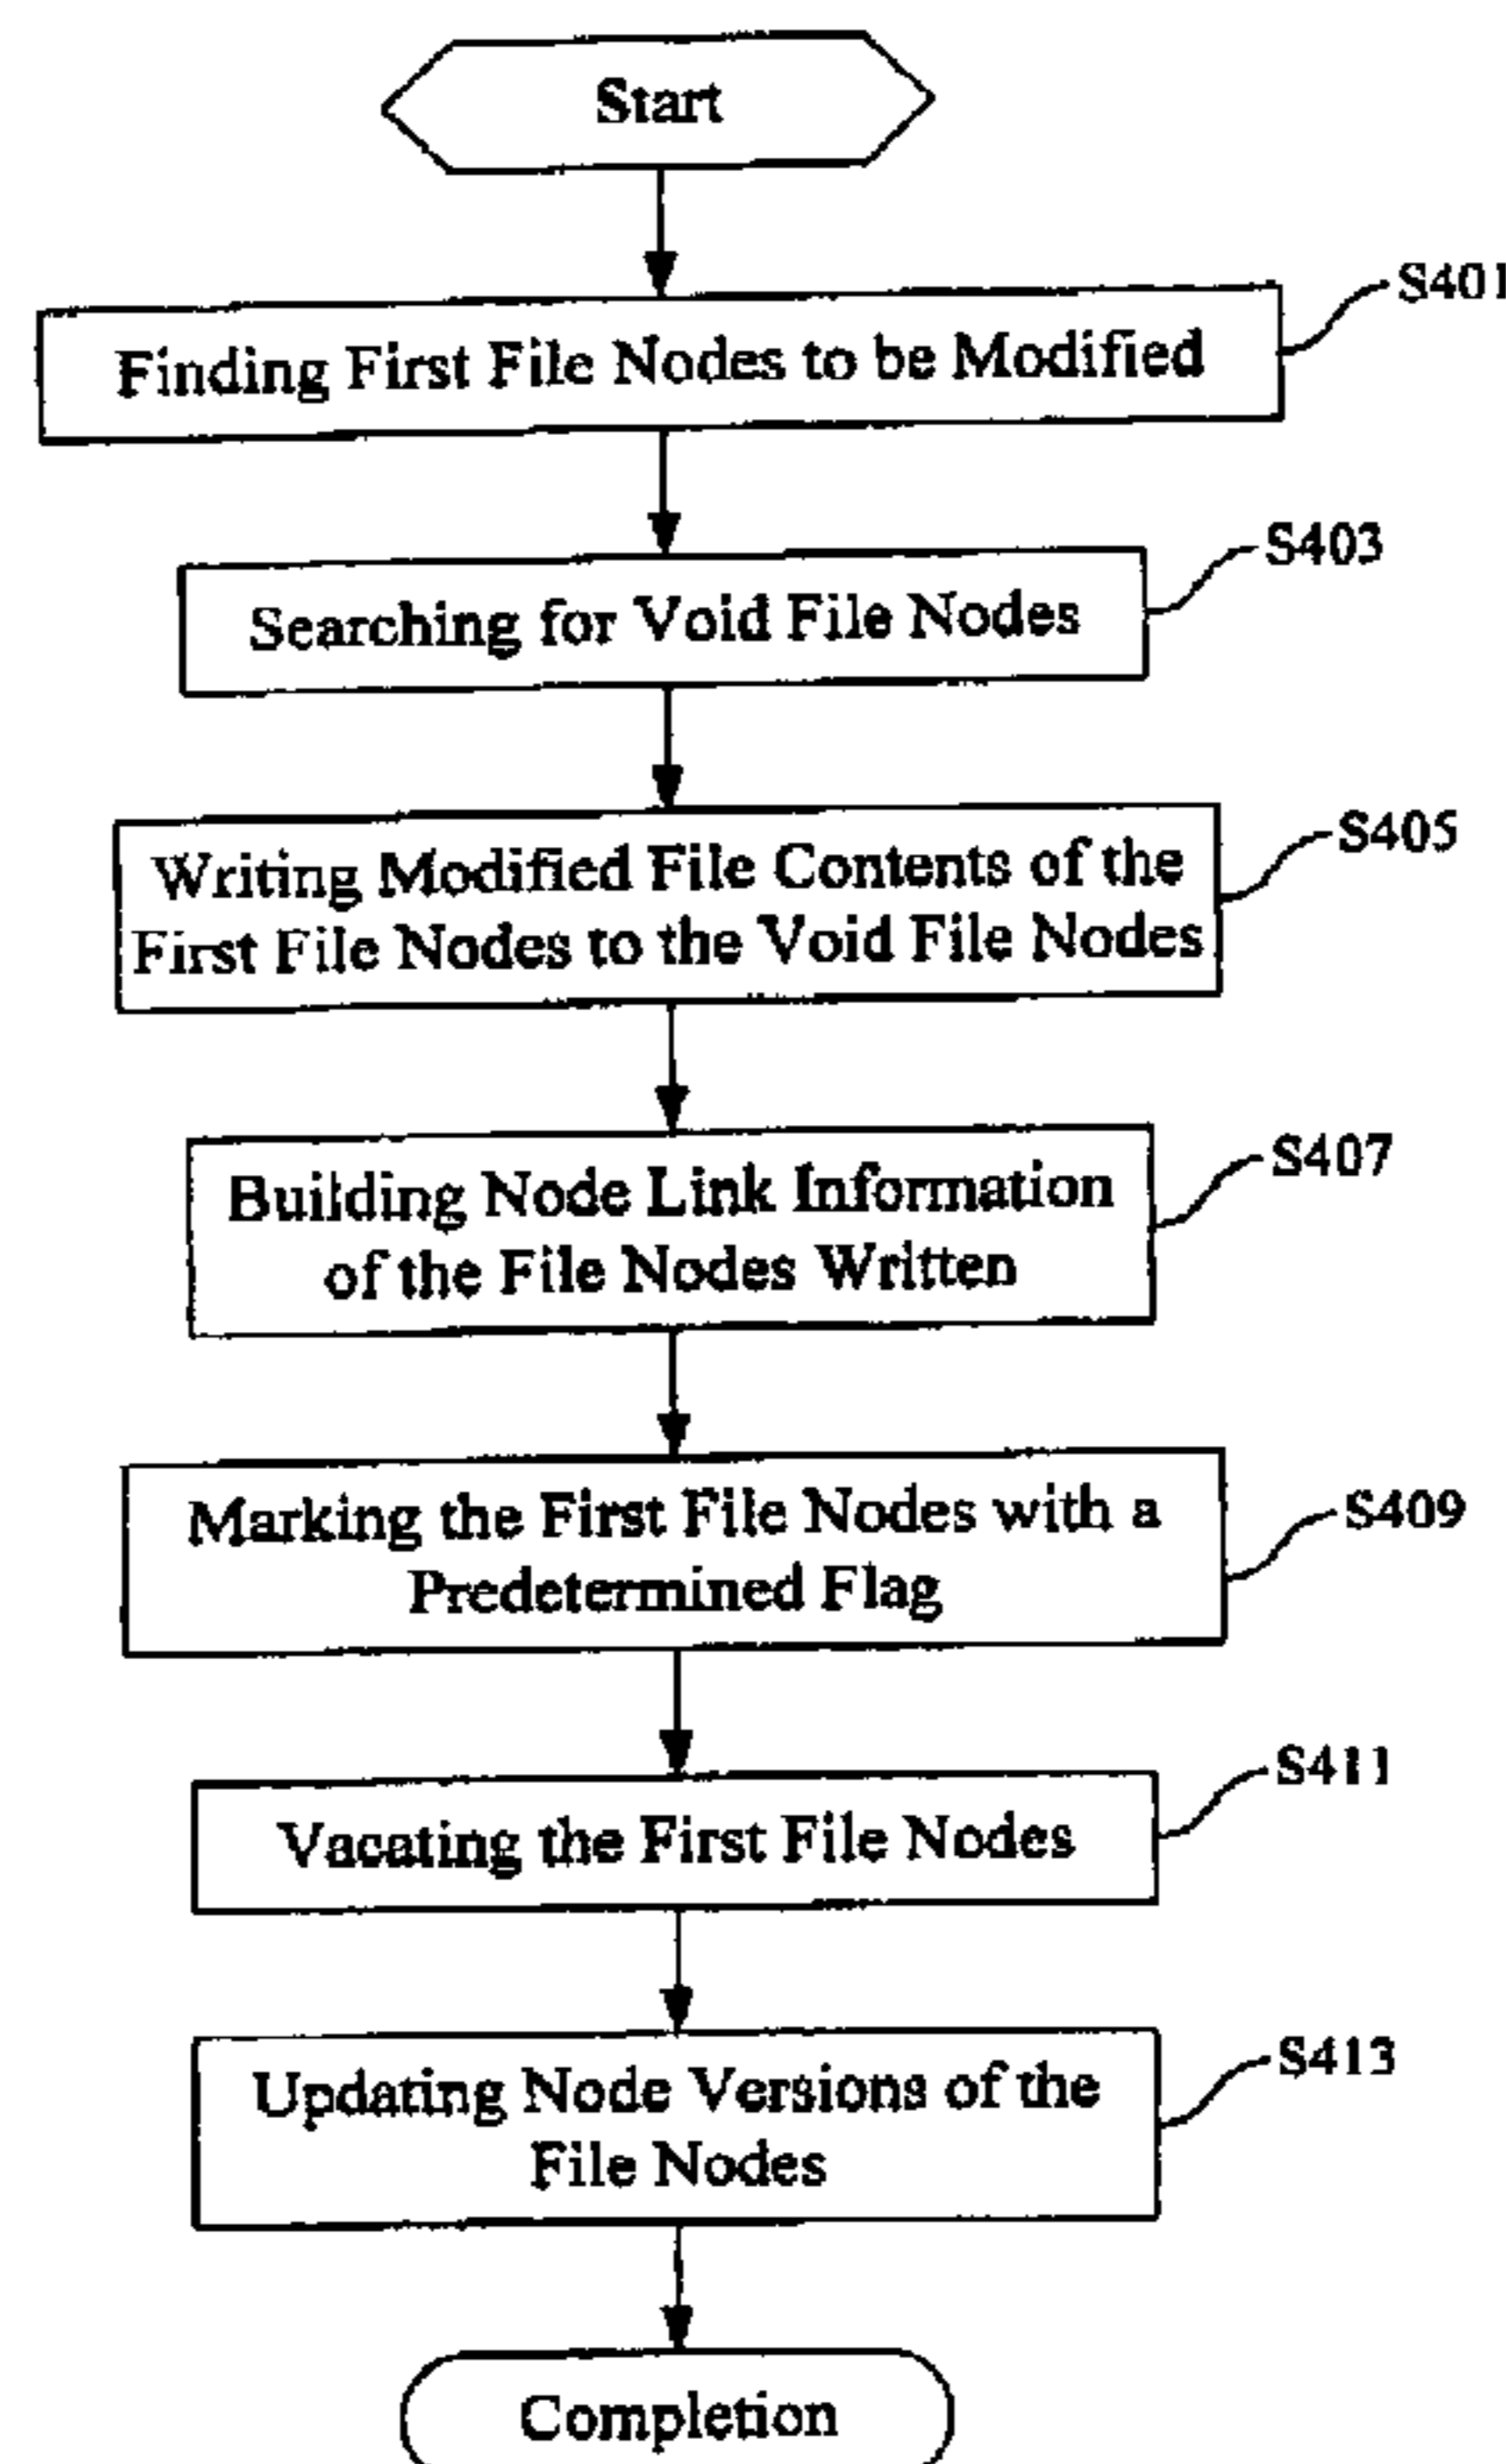 Start
S401
Finding First File Nodes to be Modified
S403
Searching for Void File Nodes
S405
Writing Modified File Contents of the
First File Nodes to the Void File Nodes
S407
Building Node Link Information
of the File Nodes Written
S409
Marking the First File Nodes with a
Predetermined Flag
S411
Vacating the First File Nodes
S413
Updating Node Versions of the
File Nodes
Completion